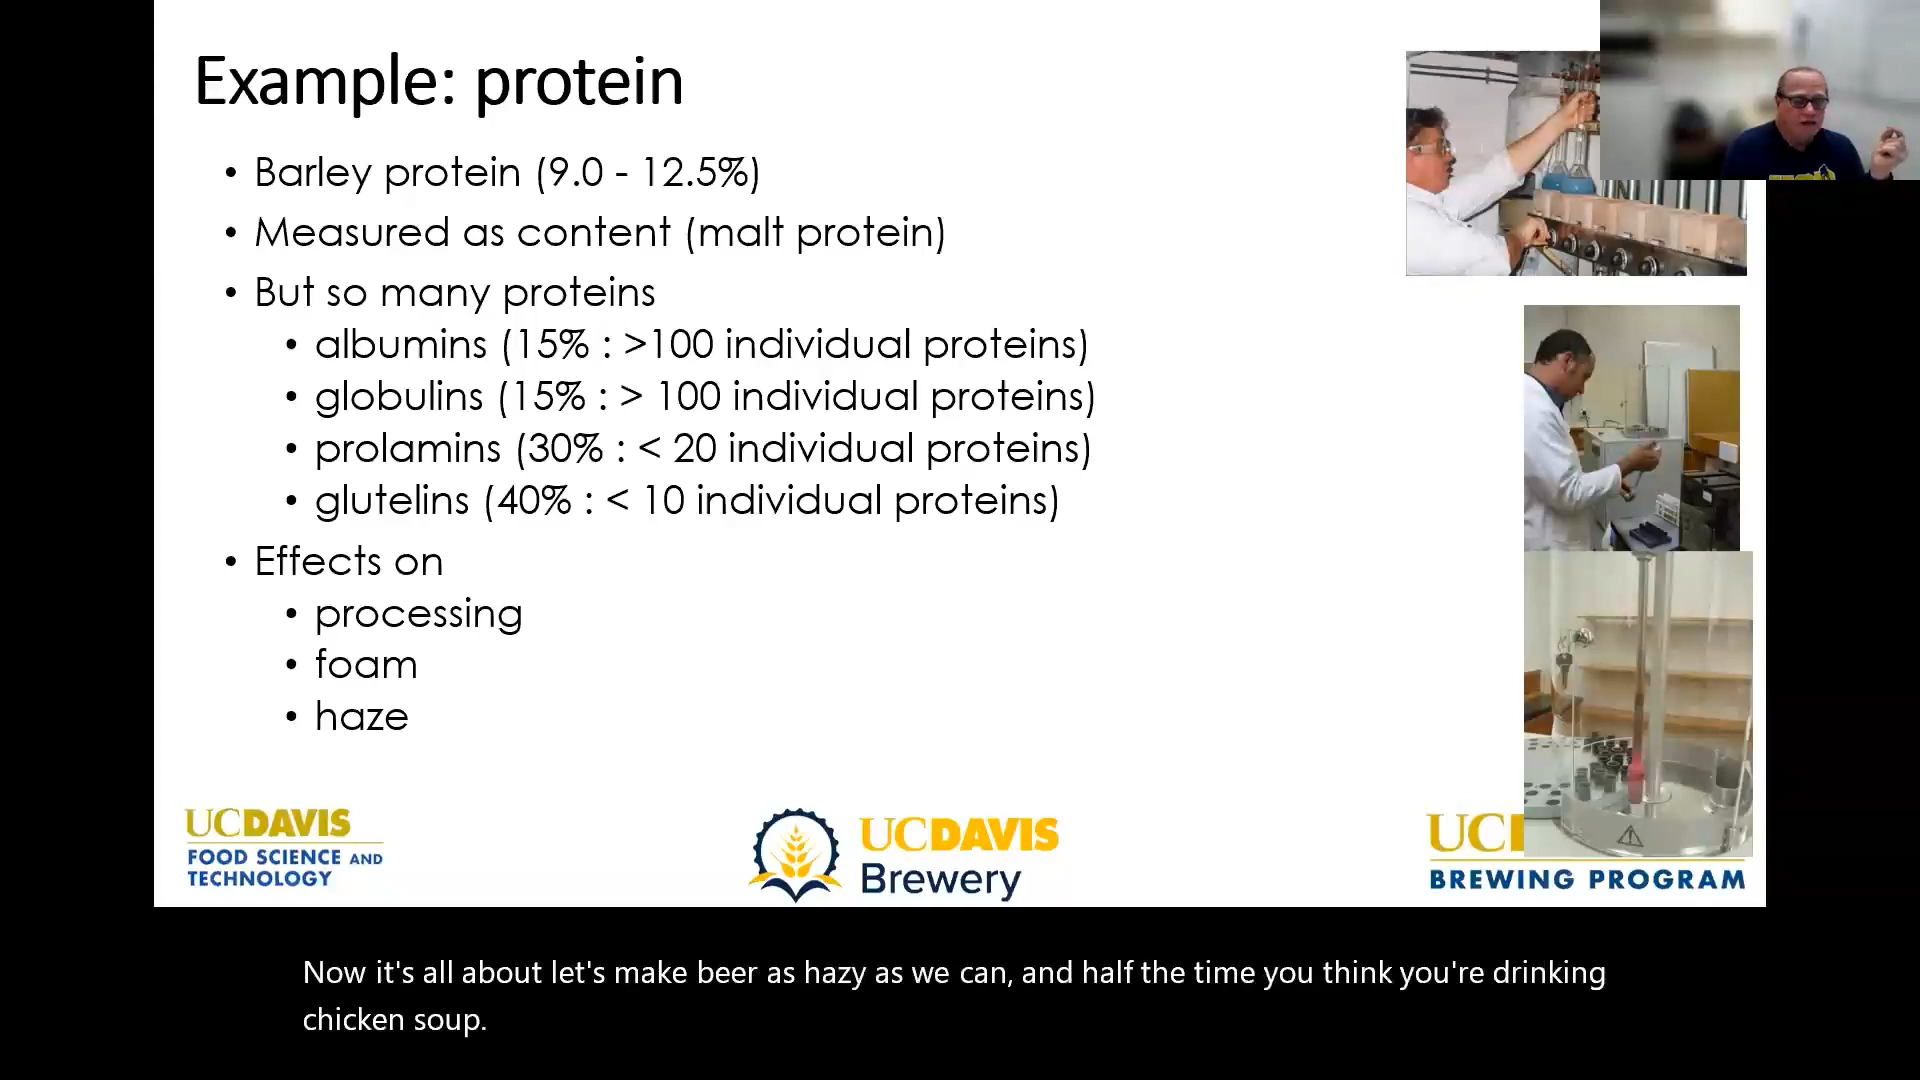 Example: protein
• Barley protein (9.0 - 12.5%)
• Measured as content (malt protein)
• But so many proteins
• albumins (15% : >100 individual proteins)
• globulins (15% : > 100 individual proteins)
• prolamins (30% : < 20 individual proteins)
• glutelins (40% : < 10 individual proteins)
• Effects on
• processing
• foam
• haze
UCDAVIS
FOOD SCIENCE AND
TECHNOLOGY
UCDAVIS
Brewery
UC
BREWING PROGRAM
Now it's all about let's make beer as hazy as we can, and half the time you think you're drinking
chicken soup.